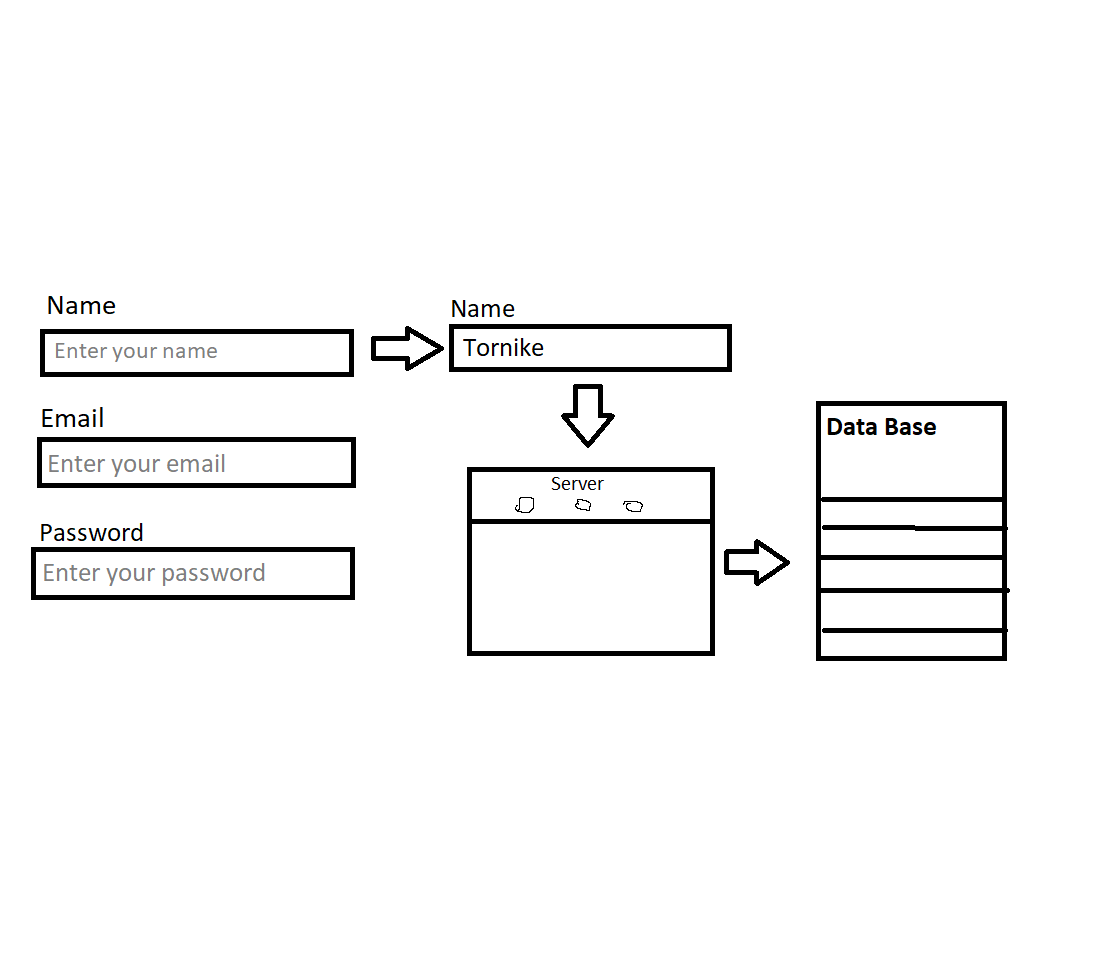 Name
Enter your name
Email
Enter your email
Password
Enter your password
Name
Tornike
Server
Data Base